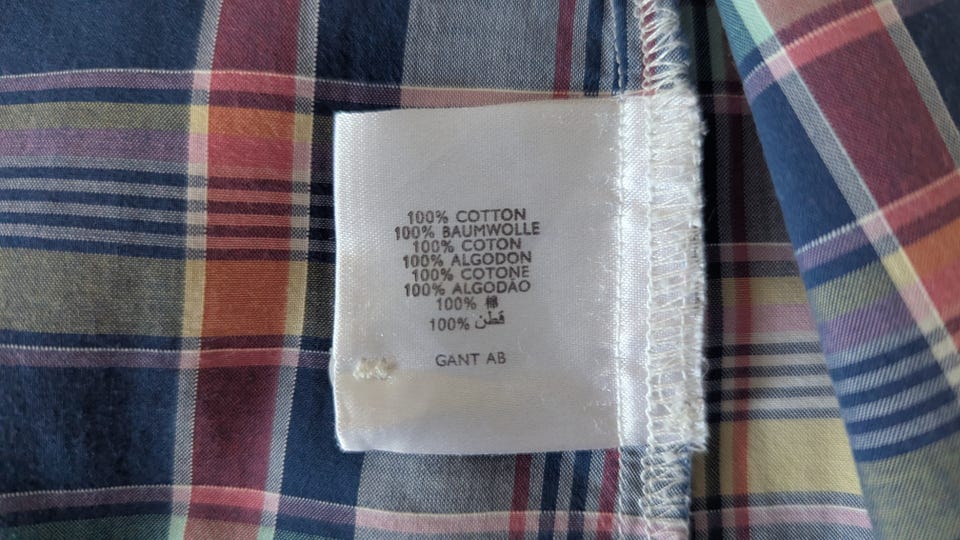 100% COTTON
100% BAUMWOLLE
100% COTON
100% ALGODON
100% COTONE
100% ALGODÃO
100% 棉
100% قطن
GANT AB